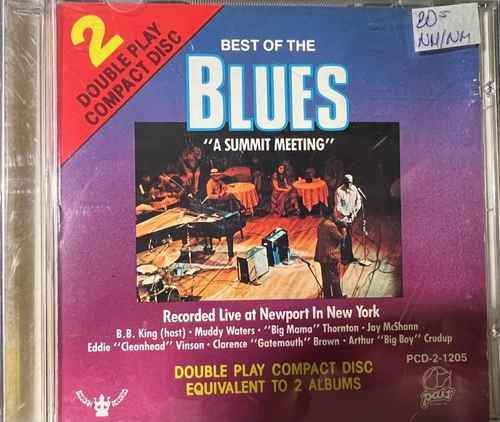 2
DOUBLE PLAY
COMPACT DISC
20-
NM/NM
BEST OF THE
BLUES
"A SUMMIT MEETING"
Recorded Live at Newport In New York
B.B. King (host) • Muddy Waters • "Big Mama" Thornton • Jay McShann
Eddie "Cleanhead" Vinson • Clarence "Gatemouth" Brown • Arthur "Big Boy" Crudup
DOUBLE PLAY COMPACT DISC
EQUIVALENT TO 2 ALBUMS
PCD-2-1205
pair